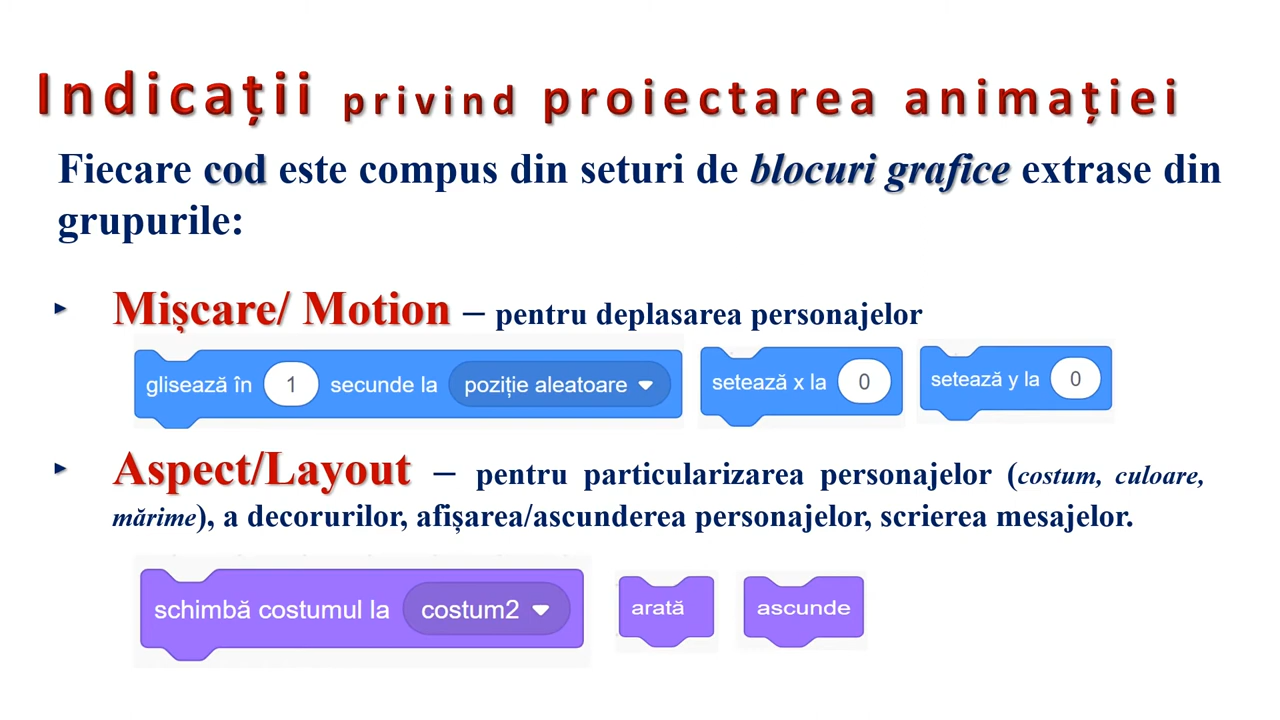 Indicații privind proiectarea animației
Fiecare cod este compus din seturi de blocuri grafice extrase din
grupurile:
▸ Mișcare/ Motion – pentru deplasarea personajelor
glisează în 1 secunde la poziție aleatoare setează x la 0 setează y la 0
▸ Aspect/Layout – pentru particularizarea personajelor (costum, culoare,
mărime), a decorurilor, afișarea/ascunderea personajelor, scrierea mesajelor.
schimbă costumul la costum2 arată ascunde